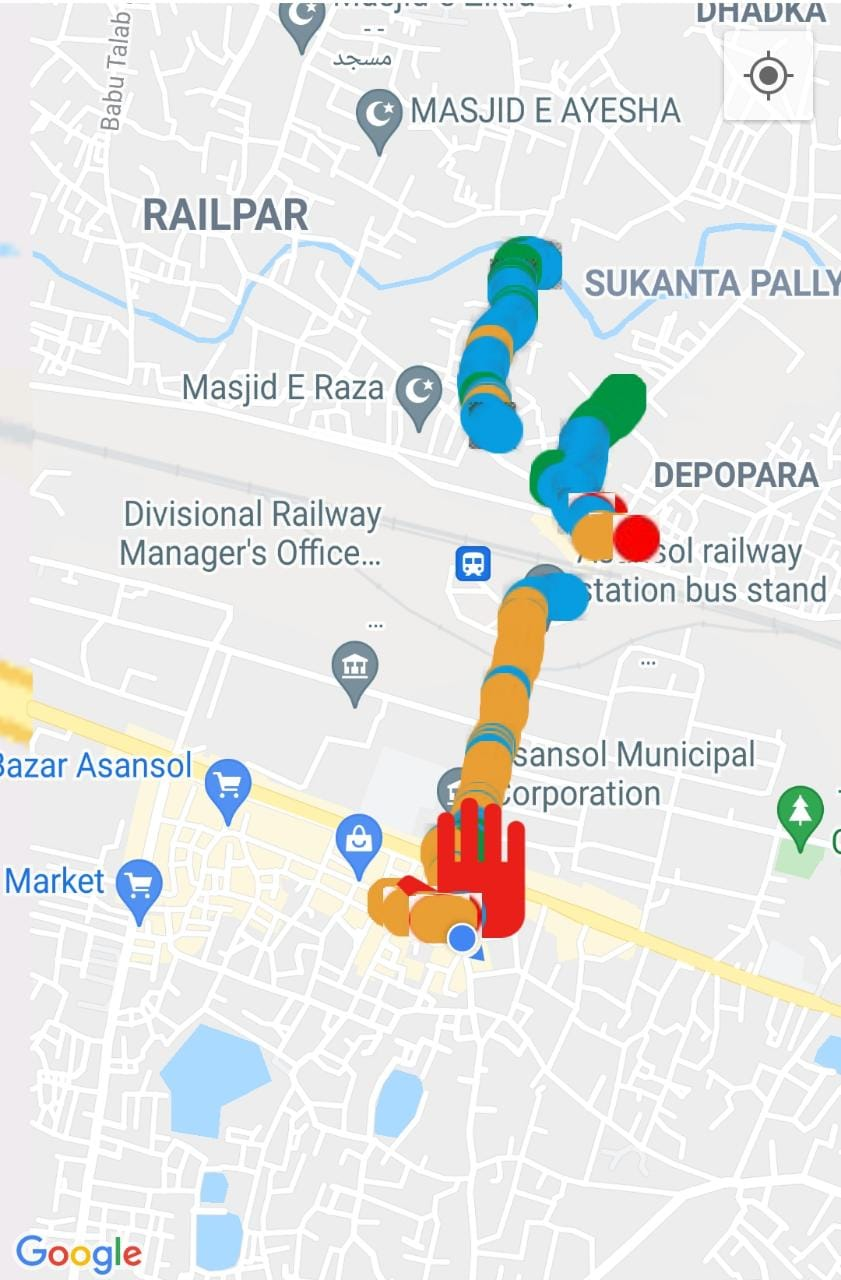 DHADKA
Babu Talab
مسجد
MASJID E AYESHA
RAILPAR
SUKANTA PALLY
Masjid E Raza
DEPOPARA
Divisional Railway
Manager's Office...
sol railway
station bus stand
...
...
sansol Municipal
Corporation
Bazar Asansol
Market
Google